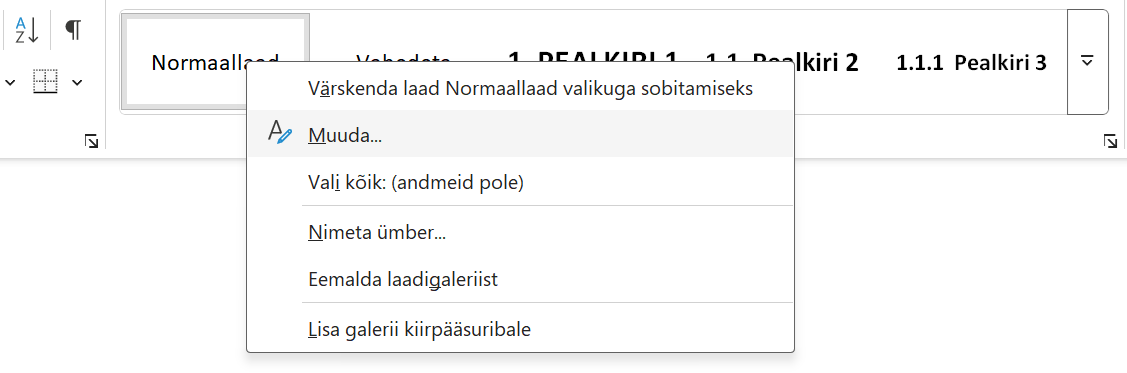 Normaallaad Vahedeta 1 PEALKIRI 1 1.1 Pealkiri 2 1.1.1 Pealkiri 3
Värskenda laad Normaallaad valikuga sobitamiseks
Muuda...
Vali kõik: (andmeid pole)
Nimeta ümber...
Eemalda laadigaleriist
Lisa galerii kiirpääsuribale